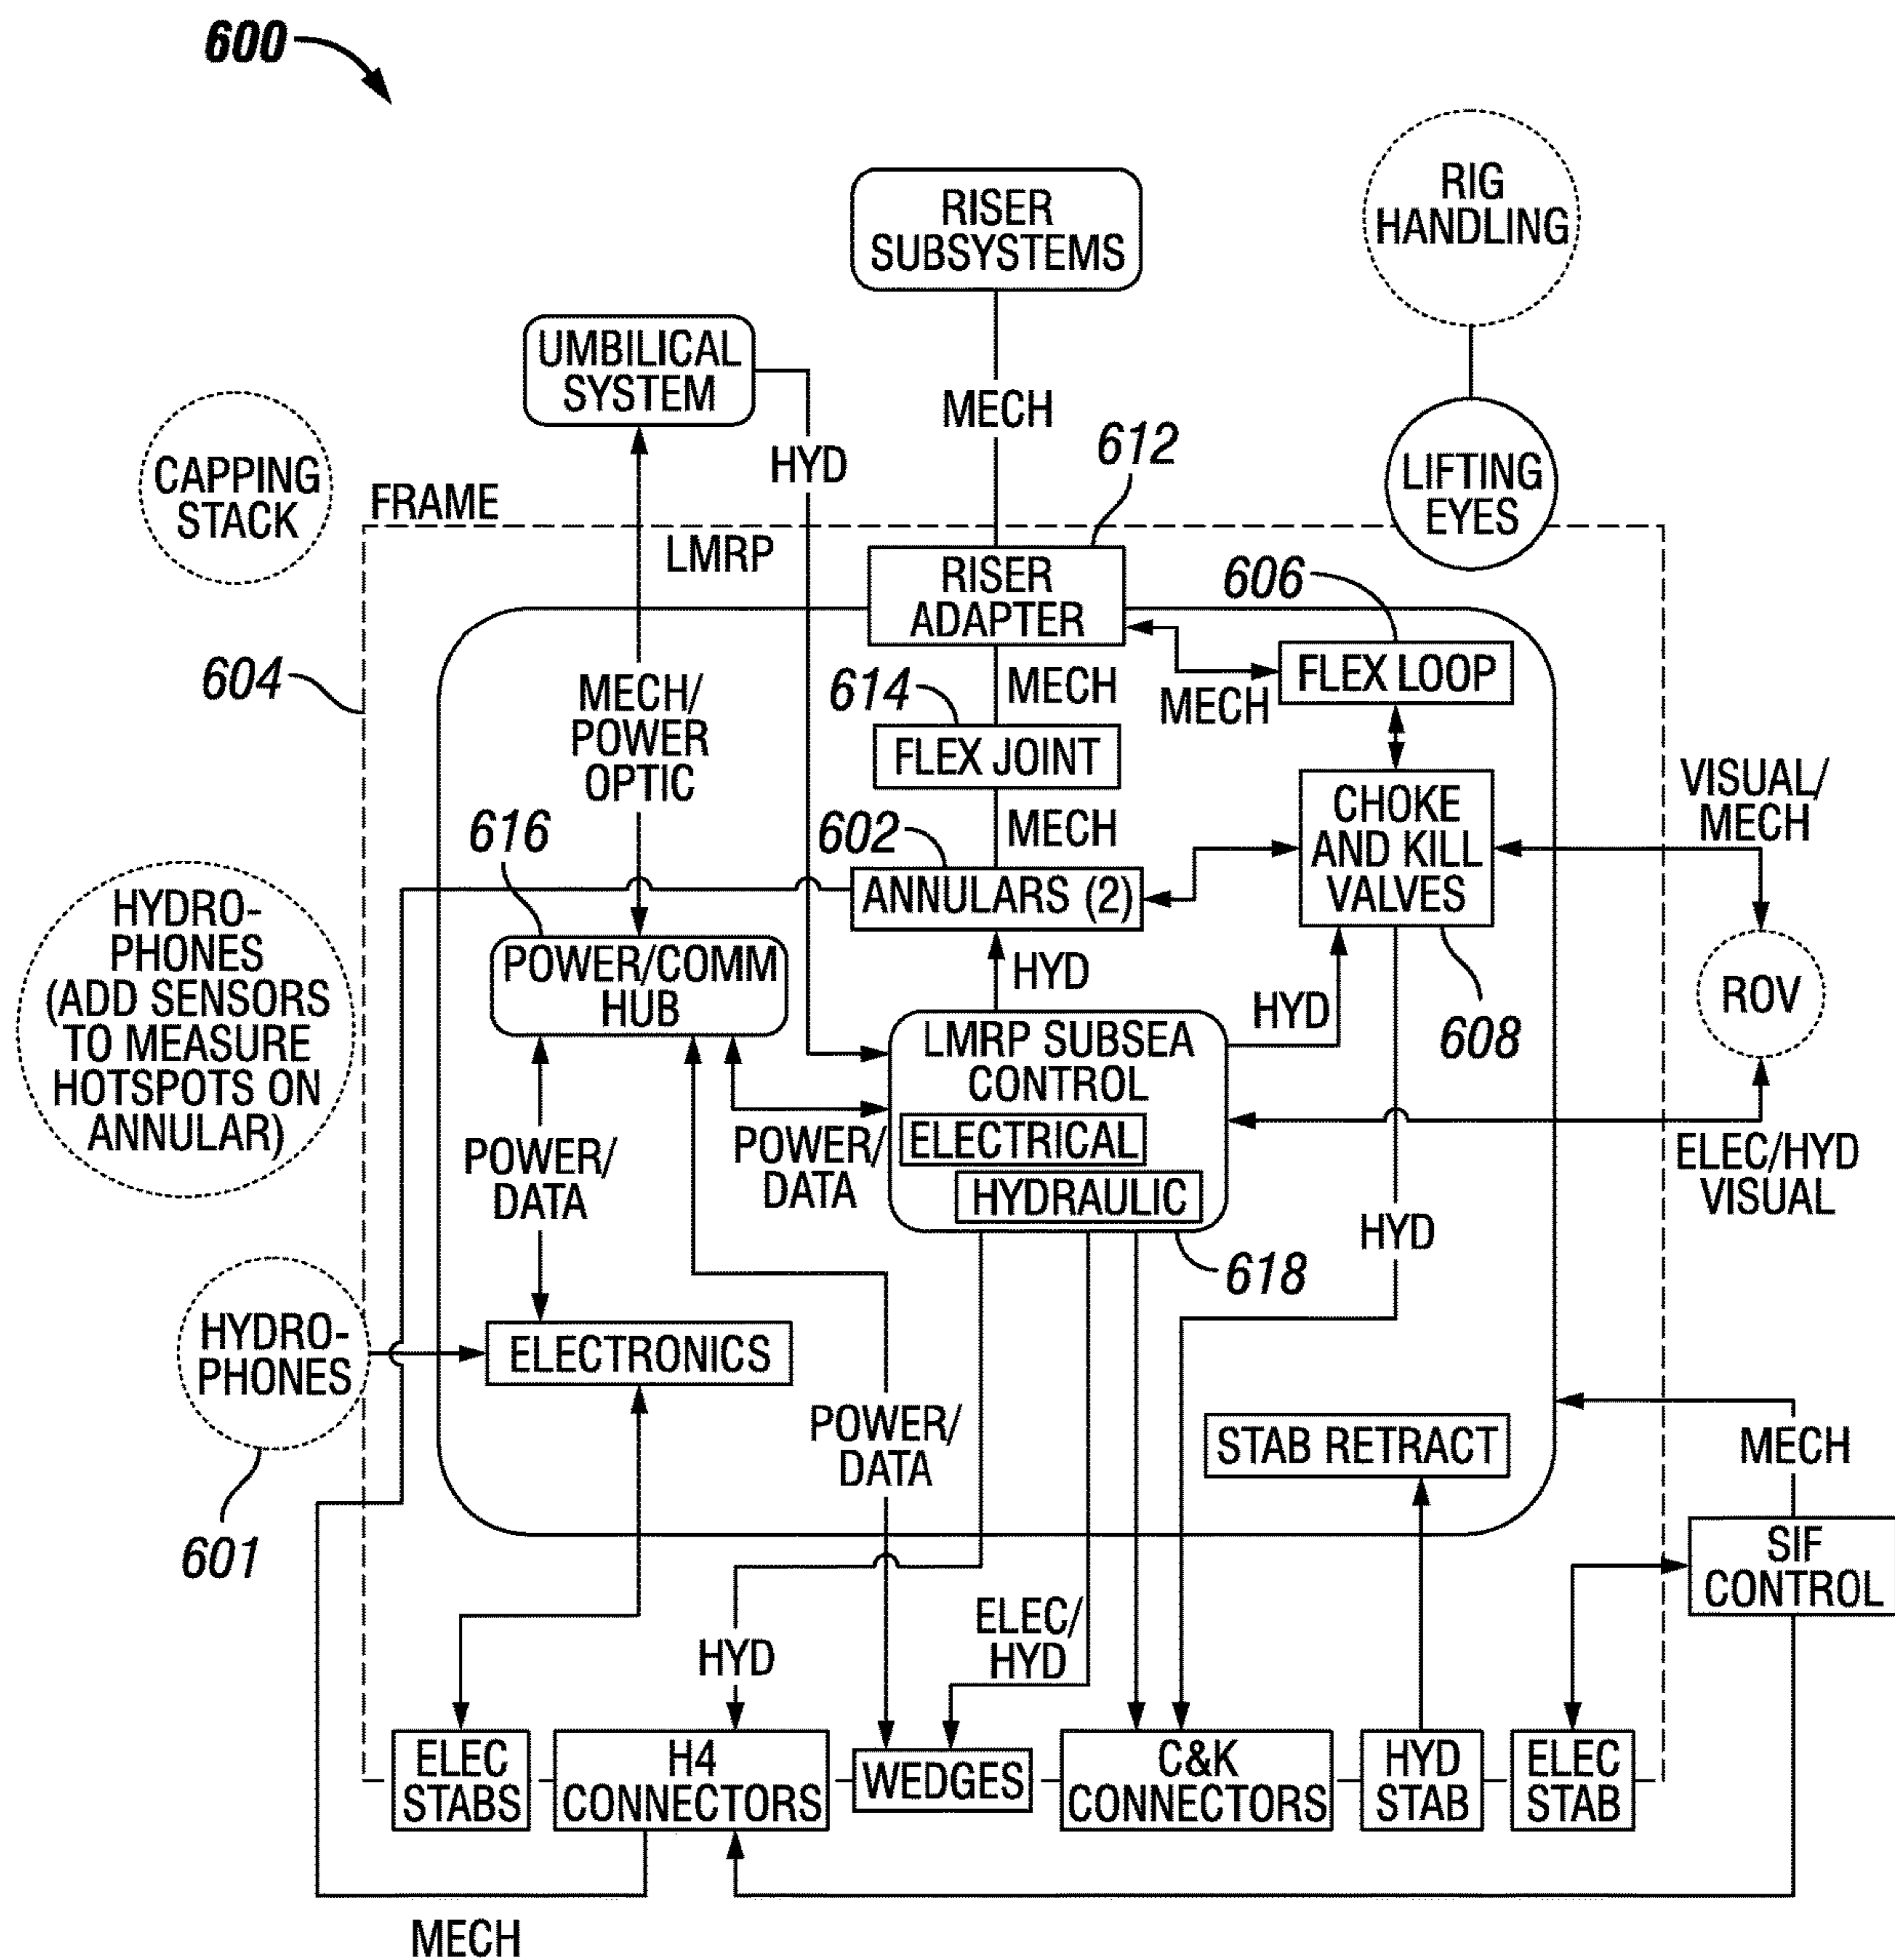 600
RISER
SUBSYSTEMS
RIG
HANDLING
UMBILICAL
SYSTEM
MECH
612
HYD
CAPPING
STACK
LIFTING
EYES
FRAME
LMRP
RISER
ADAPTER
606
604
MECH/
POWER
OPTIC
614
MECH
MECH
FLEX LOOP
FLEX JOINT
616
602
MECH
CHOKE
AND KILL
VALVES
VISUAL/
MECH
HYDRO-
PHONES
(ADD SENSORS
TO MEASURE
HOTSPOTS ON
ANNULAR)
ANNULARS (2)
POWER/COMM
HUB
HYD
HYD
608
ROV
LMRP SUBSEA
CONTROL
ELECTRICAL
HYDRAULIC
POWER/
DATA
POWER/
DATA
ELEC/HYD
VISUAL
HYD
618
HYDRO-
PHONES
ELECTRONICS
POWER/
DATA
STAB RETRACT
MECH
601
SIF
CONTROL
HYD
ELEC/
HYD
ELEC
STABS
H4
CONNECTORS
WEDGES
C&K
CONNECTORS
HYD
STAB
ELEC
STAB
MECH